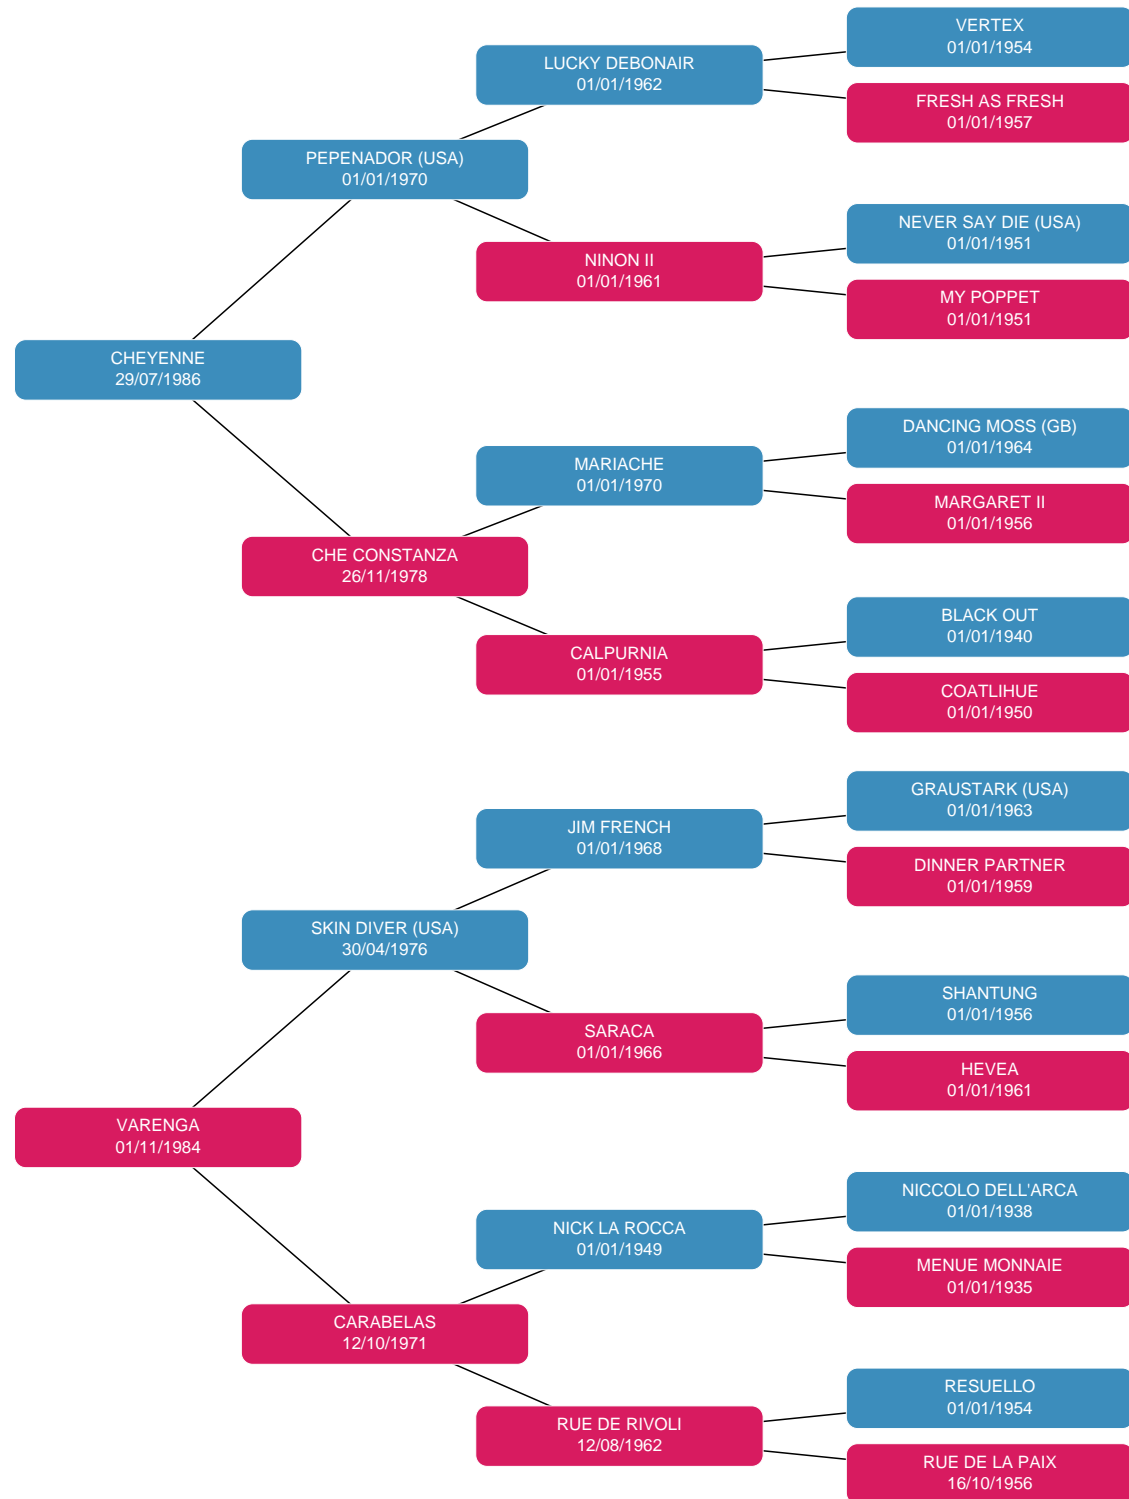 VERTEX
01/01/1954
LUCKY DEBONAIR
01/01/1962
FRESH AS FRESH
01/01/1957
PEPENADOR (USA)
01/01/1970
NEVER SAY DIE (USA)
01/01/1951
NINON II
01/01/1961
MY POPPET
01/01/1951
CHEYENNE
29/07/1986
DANCING MOSS (GB)
01/01/1964
MARIACHE
01/01/1970
MARGARET II
01/01/1956
CHE CONSTANZA
26/11/1978
BLACK OUT
01/01/1940
CALPURNIA
01/01/1955
COATLIHUE
01/01/1950
GRAUSTARK (USA)
01/01/1963
JIM FRENCH
01/01/1968
DINNER PARTNER
01/01/1959
SKIN DIVER (USA)
30/04/1976
SHANTUNG
01/01/1956
SARACA
01/01/1966
HEVEA
01/01/1961
VARENGA
01/11/1984
NICCOLO DELL'ARCA
01/01/1938
NICK LA ROCCA
01/01/1949
MENUE MONNAIE
01/01/1935
CARABELAS
12/10/1971
RESUELLO
01/01/1954
RUE DE RIVOLI
12/08/1962
RUE DE LA PAIX
16/10/1956